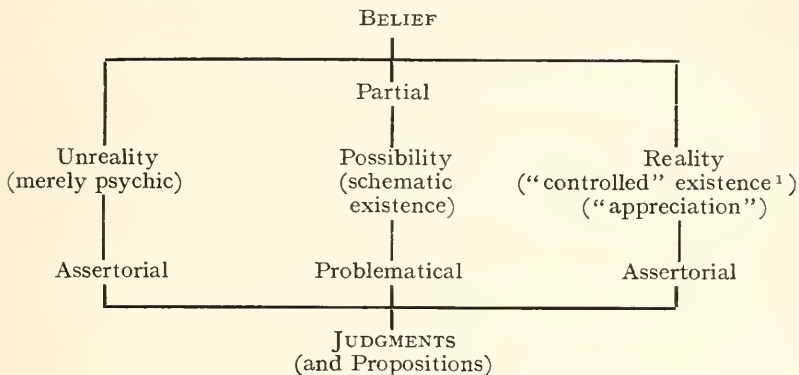 BELIEF
Partial
Unreality Possibility Reality
(merely psychic) (schematic existence) ("controlled" existence¹)
("appreciation")
Assertorial Problematical Assertorial
JUDGMENTS
(and Propositions)